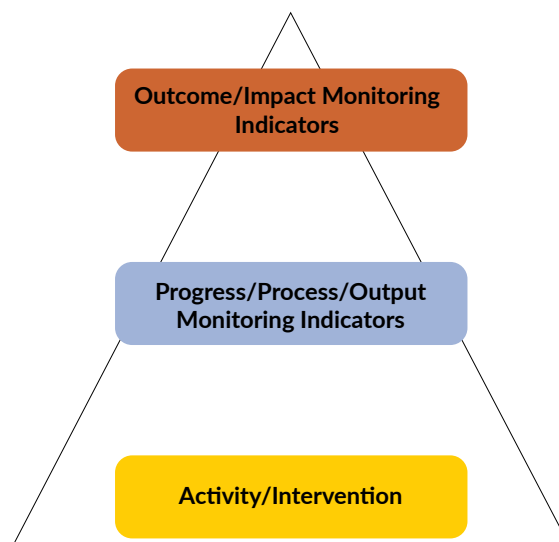 Outcome/Impact Monitoring
Indicators
Progress/Process/Output
Monitoring Indicators
Activity/Intervention